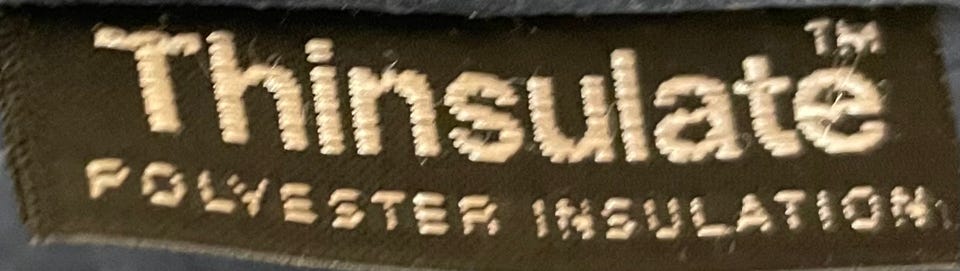 Thinsulate™
POLYESTER INSULATION